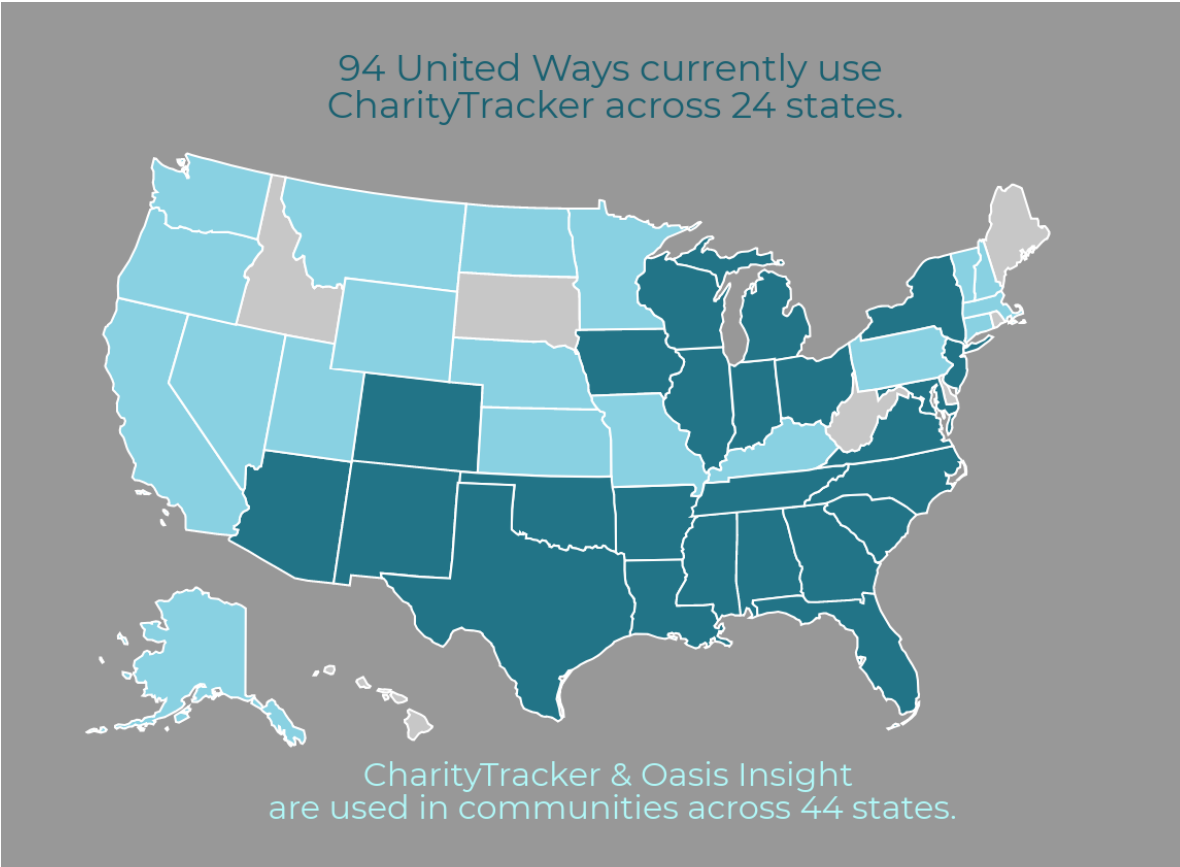 94 United Ways currently use
CharityTracker across 24 states.
CharityTracker & Oasis Insight
are used in communities across 44 states.